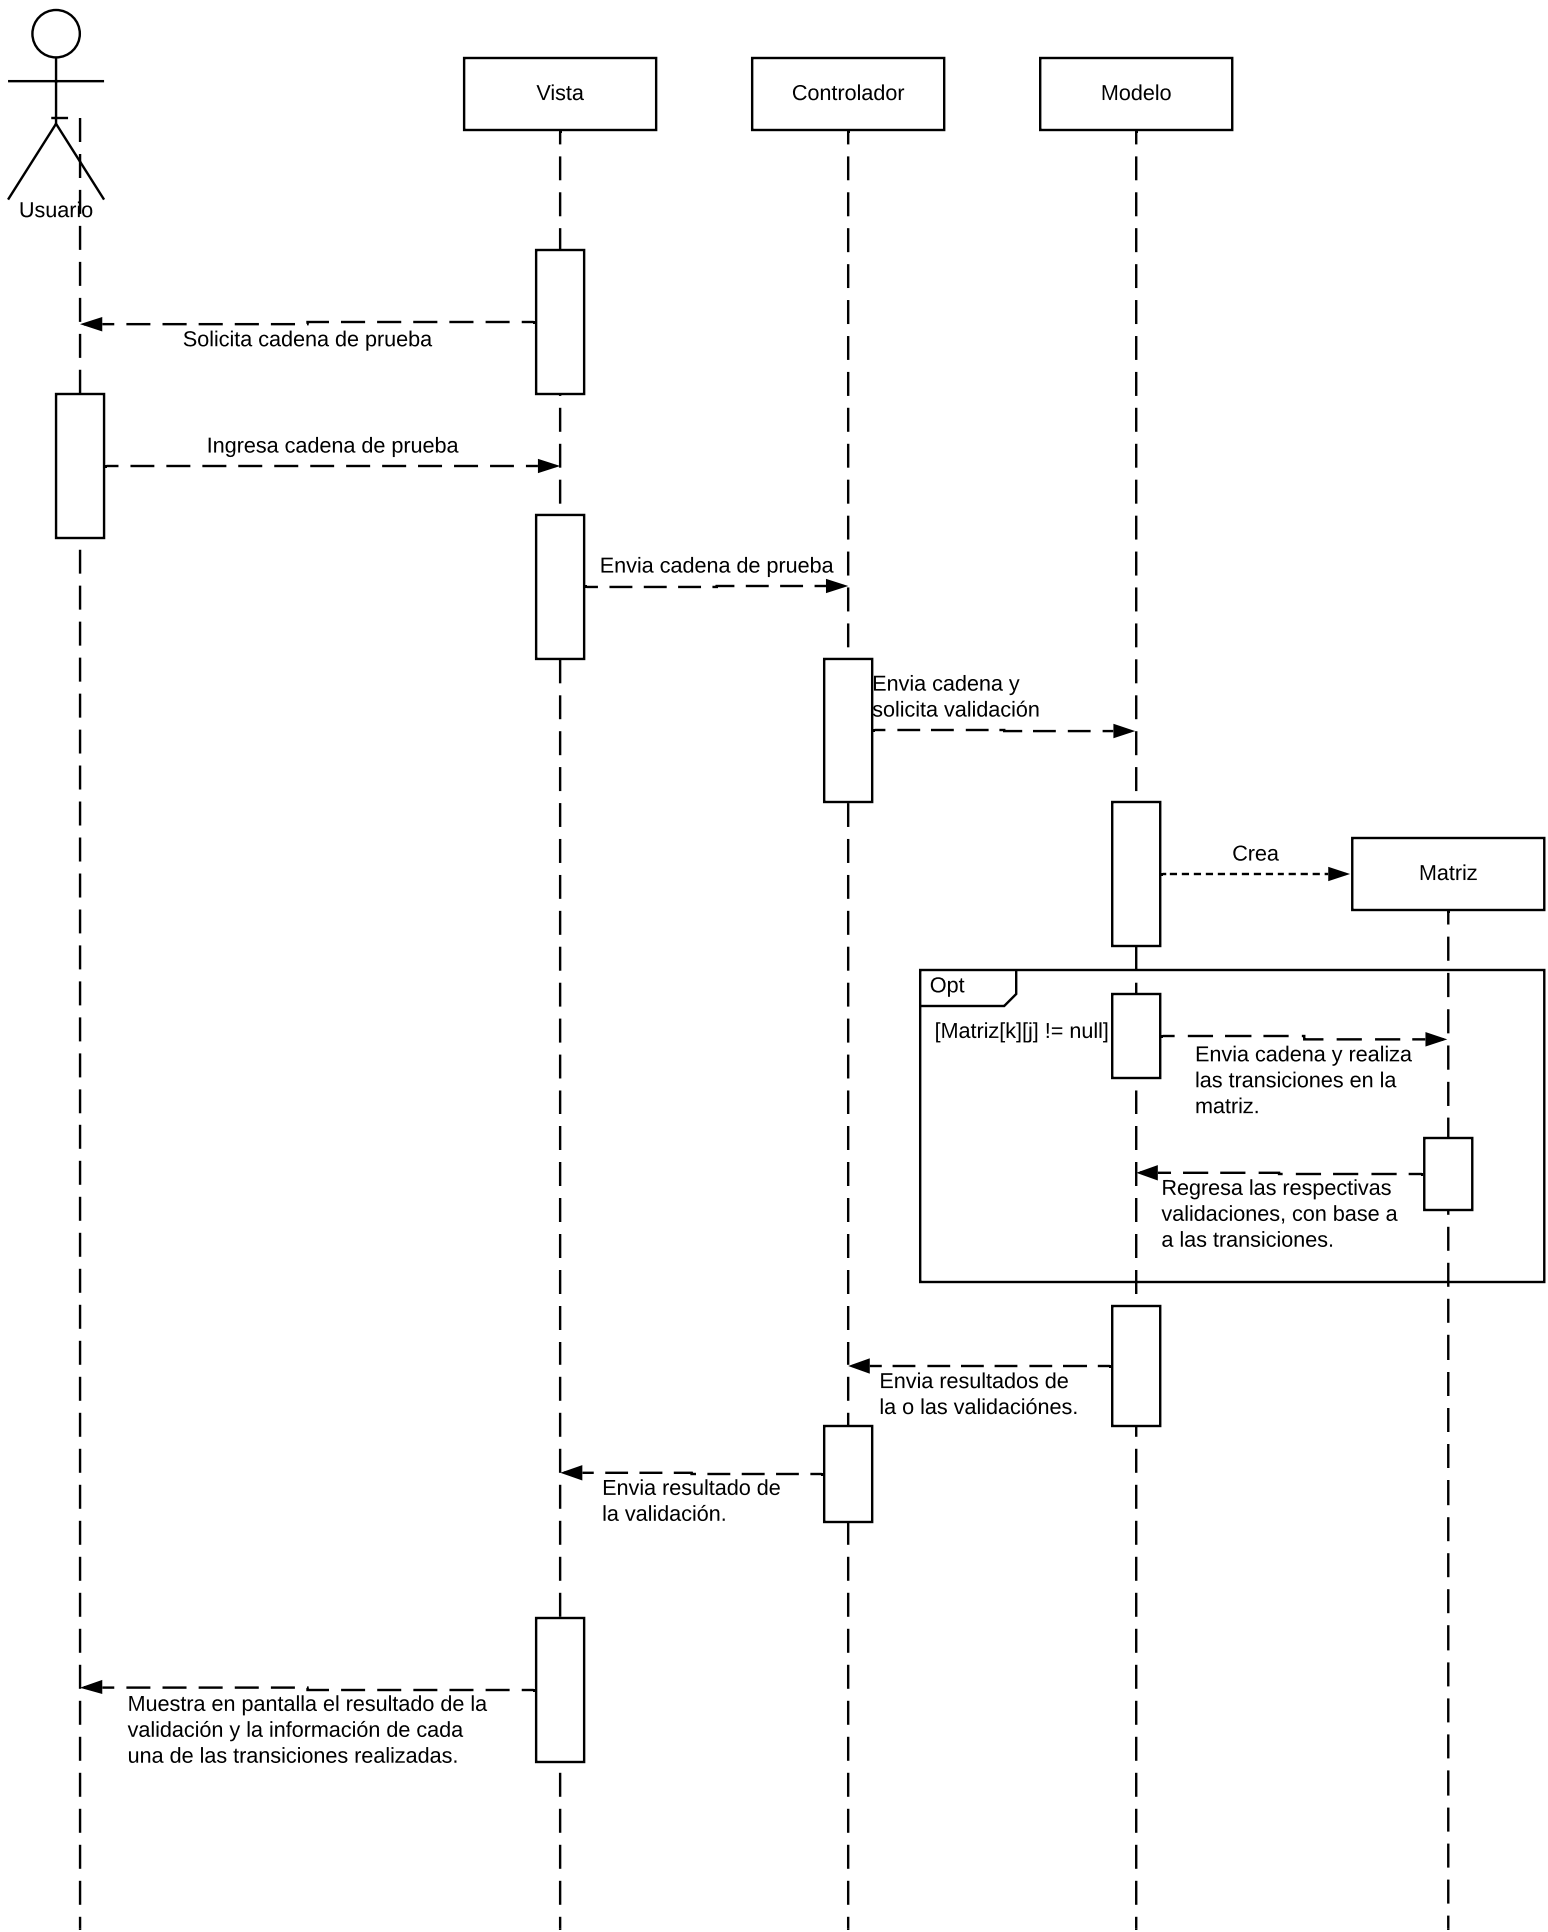 Usuario
Vista
Controlador
Modelo
Solicita cadena de prueba
Ingresa cadena de prueba
Envia cadena de prueba
Envia cadena y
solicita validación
Crea
Matriz
Opt
[Matriz[k][j] != null]
Envia cadena y realiza
las transiciones en la
matriz.
Regresa las respectivas
validaciones, con base a
a las transiciones.
Envia resultados de
la o las validaciónes.
Envia resultado de
la validación.
Muestra en pantalla el resultado de la
validación y la información de cada
una de las transiciones realizadas.